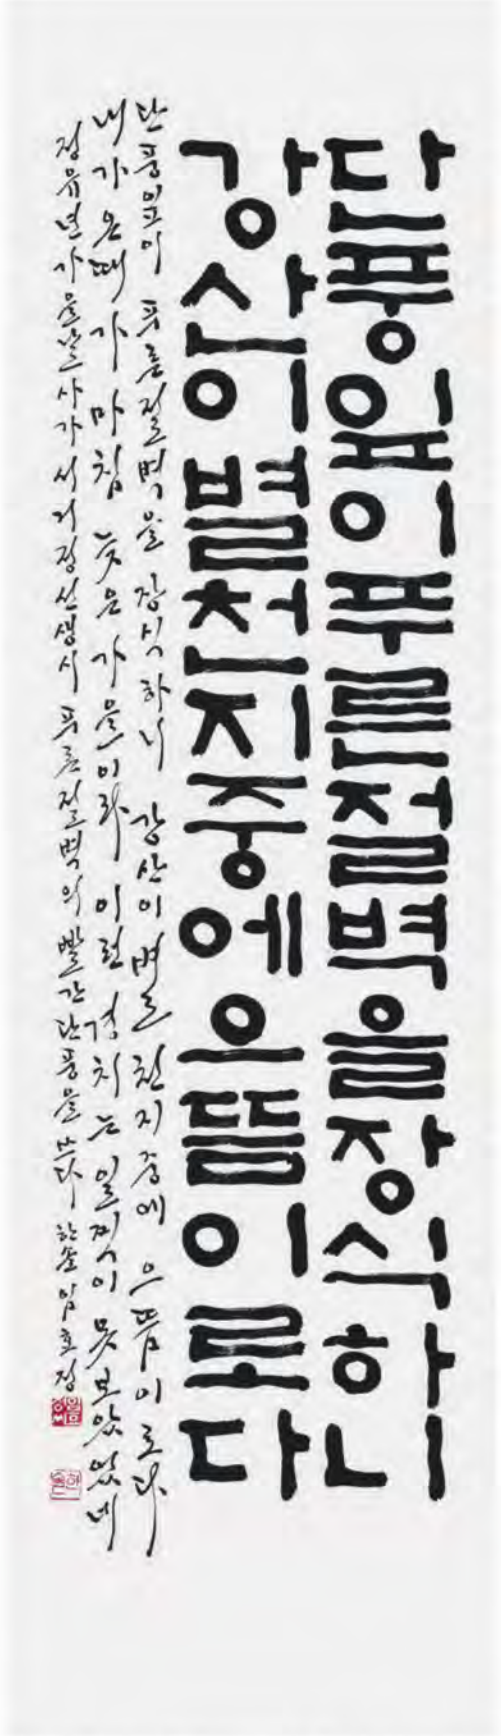 단풍잎이푸른절벽을장식하니
강산이별천지중에으뜸이로다
단풍잎이 푸른절벽을 장식하니 강산이 별천지중에 으뜸이로다
내가 온때가 마침 늦은가을이라 이런 경치는 일찍이 못보았었네
정유년 가을날 사가 서거정선생시 푸른절벽의 빨간단풍을 쓰다 한솔